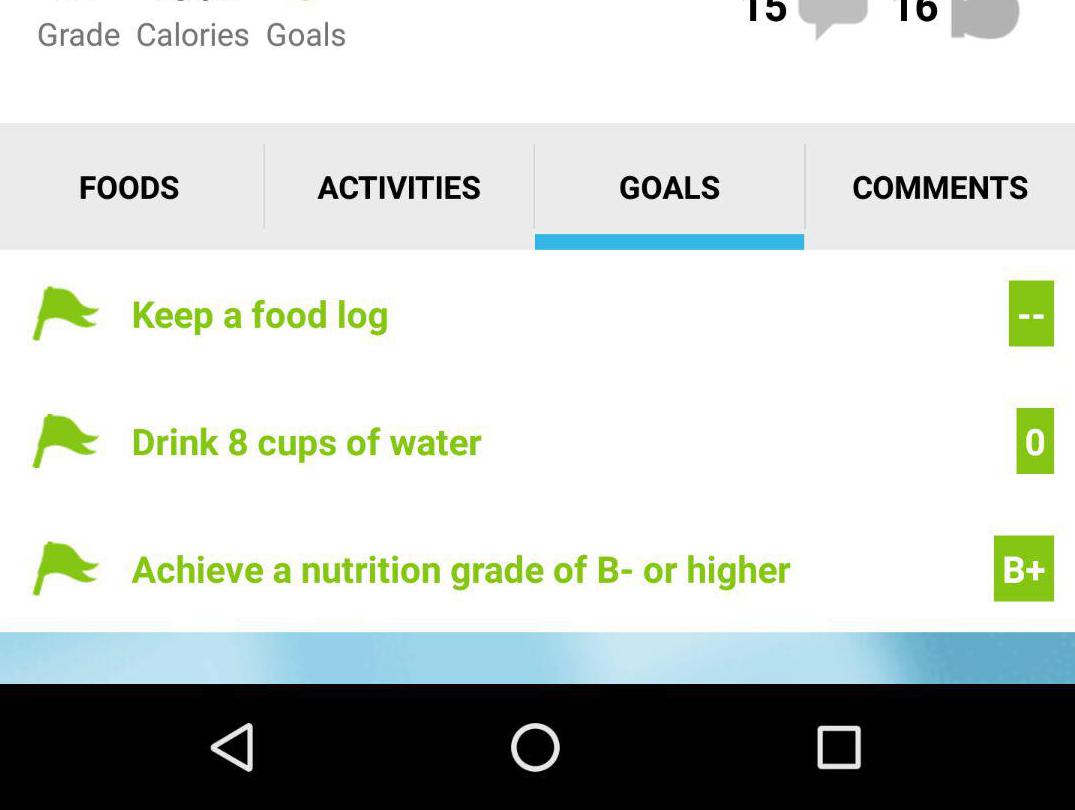 15 16
Grade Calories Goals
FOODS ACTIVITIES GOALS COMMENTS
Keep a food log --
Drink 8 cups of water 0
Achieve a nutrition grade of B- or higher B+